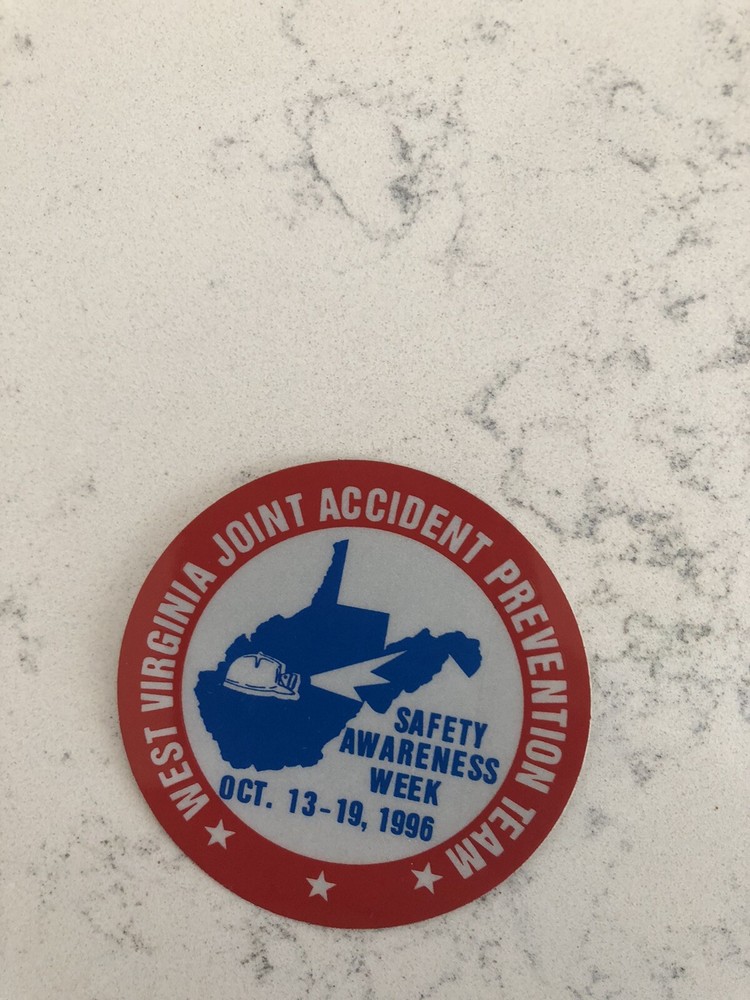 WEST VIRGINIA JOINT ACCIDENT PREVENTION TEAM
SAFETY
AWARENESS
WEEK
OCT. 13-19, 1996